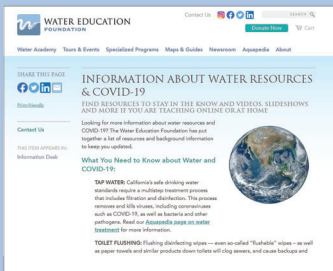 Contact Us SEARCH
WATER EDUCATION
FOUNDATION
Donate Now Cart
Water Academy Tours & Events Specialized Programs Maps & Guides Newsroom Aquapedia About
SHARE THIS PAGE
Print-friendly
Contact Us
THIS ITEM APPEARS IN:
Information Desk
INFORMATION ABOUT WATER RESOURCES
& COVID-19
FIND RESOURCES TO STAY IN THE KNOW AND VIDEOS, SLIDESHOWS
AND MORE IF YOU ARE TEACHING ONLINE OR AT HOME
Looking for more information about water resources and
COVID-19? The Water Education Foundation has put
together a list of resources and background information
to keep you updated.
What You Need to Know about Water and
COVID-19:
TAP WATER: California's safe drinking water
standards require a multistep treatment process
that includes filtration and disinfection. This process
removes and kills viruses, including coronaviruses
such as COVID-19, as well as bacteria and other
pathogens. Read our Aquapedia page on water
treatment for more information.
TOILET FLUSHING: Flushing disinfecting wipes — even so-called "flushable" wipes – as well
as paper towels and similar products down toilets will clog sewers, and cause backups and